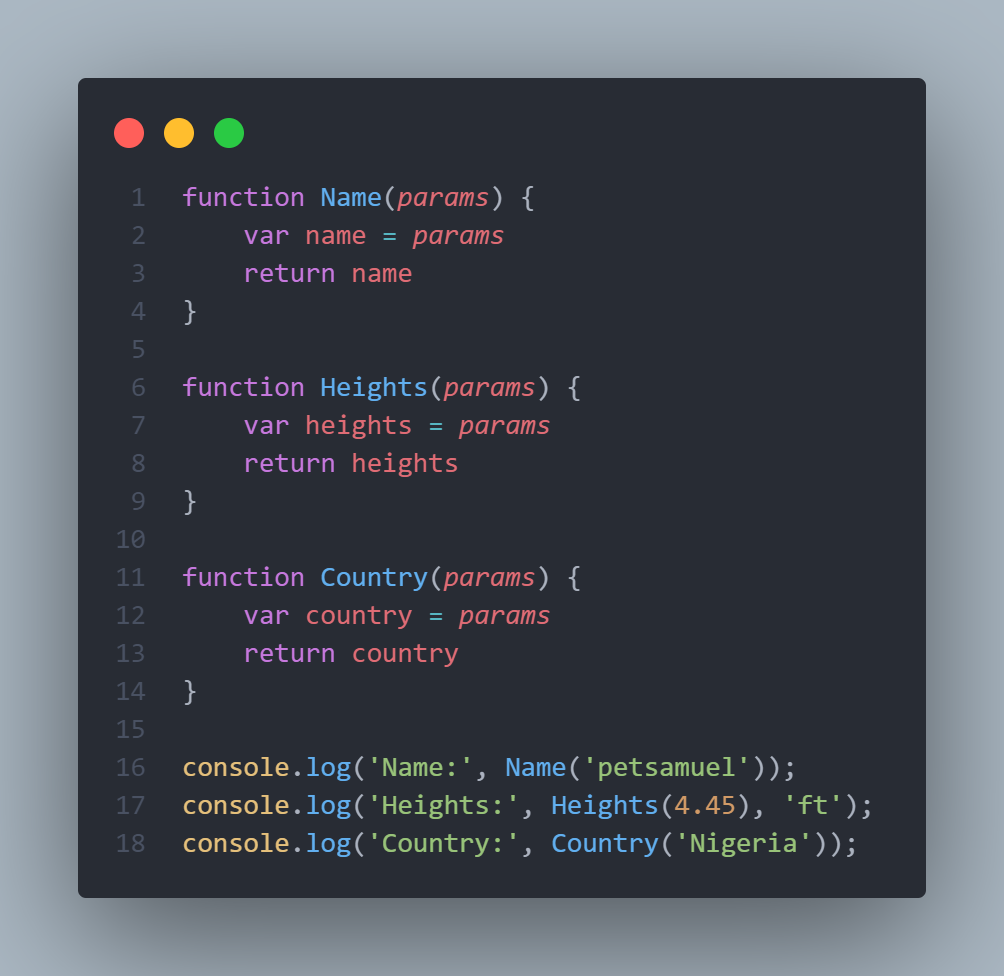 1 function Name(params) {
2     var name = params
3     return name
4 }
5
6 function Heights(params) {
7     var heights = params
8     return heights
9 }
10
11 function Country(params) {
12     var country = params
13     return country
14 }
15
16 console.log('Name:', Name('petsamuel'));
17 console.log('Heights:', Heights(4.45), 'ft');
18 console.log('Country:', Country('Nigeria'));